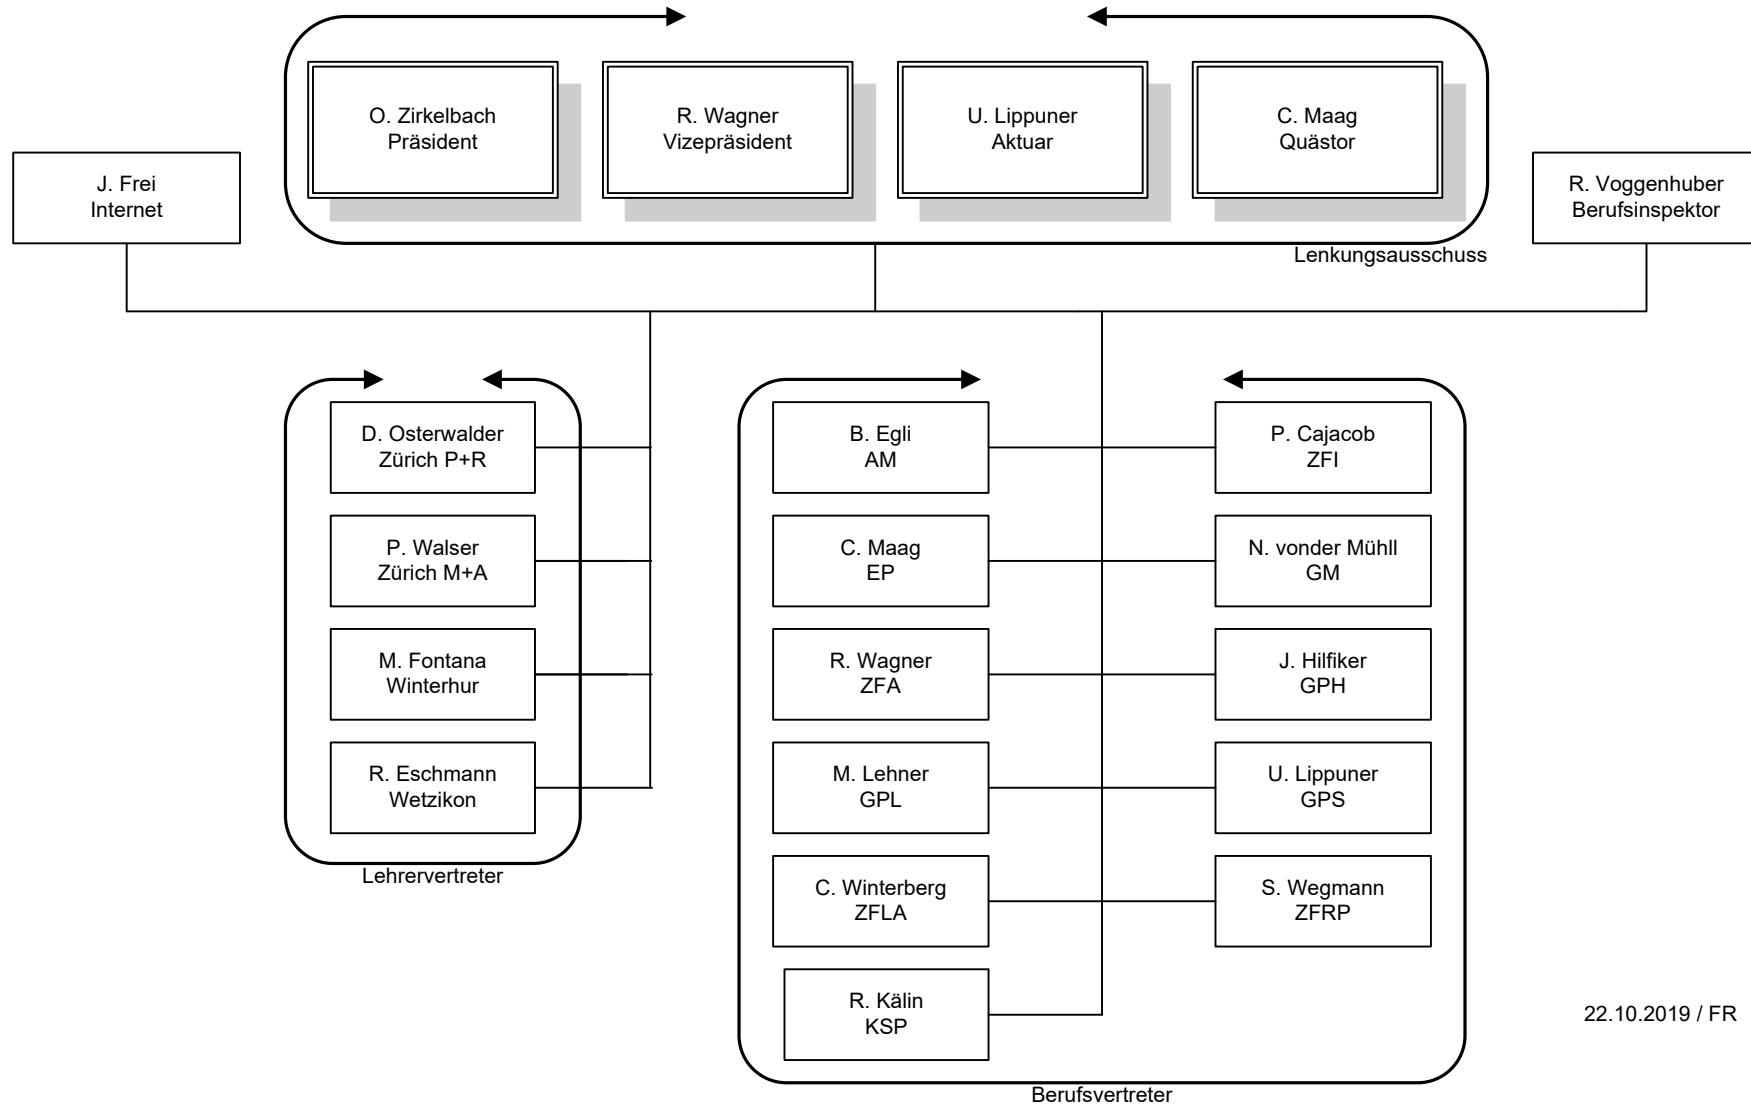 O. Zirkelbach
Präsident
R. Wagner
Vizepräsident
U. Lippuner
Aktuar
C. Maag
Quästor
J. Frei
Internet
R. Voggenhuber
Berufsinspektor
Lenkungsausschuss
D. Osterwalder
Zürich P+R
P. Walser
Zürich M+A
M. Fontana
Winterhur
R. Eschmann
Wetzikon
Lehrervertreter
B. Egli
AM
P. Cajacob
ZFI
C. Maag
EP
N. vonder Mühll
GM
R. Wagner
ZFA
J. Hilfiker
GPH
M. Lehner
GPL
U. Lippuner
GPS
C. Winterberg
ZFLA
S. Wegmann
ZFRP
R. Kälin
KSP
Berufsvertreter
22.10.2019 / FR